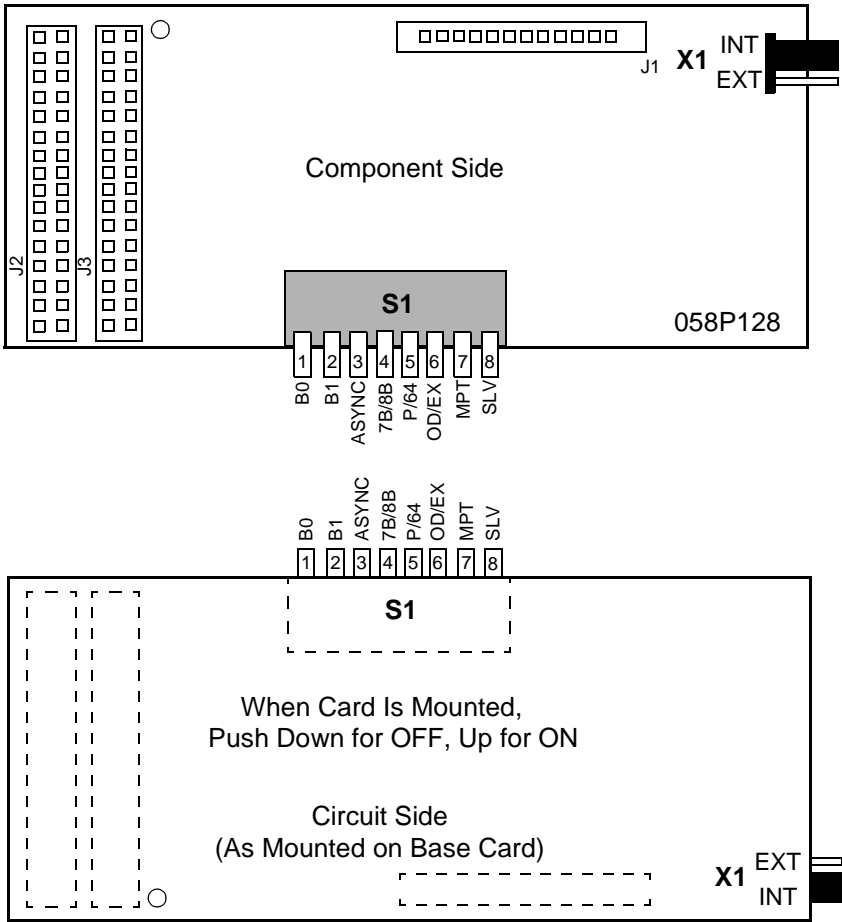 INT
J1 X1
EXT
Component Side
J2
J3
S1
058P128
1 2 3 4 5 6 7 8
B0 B1 ASYNC 7B/8B P/64 OD/EX MPT SLV
B0 B1 ASYNC 7B/8B P/64 OD/EX MPT SLV
1 2 3 4 5 6 7 8
S1
When Card Is Mounted,
Push Down for OFF, Up for ON
Circuit Side
(As Mounted on Base Card)
X1 EXT
INT